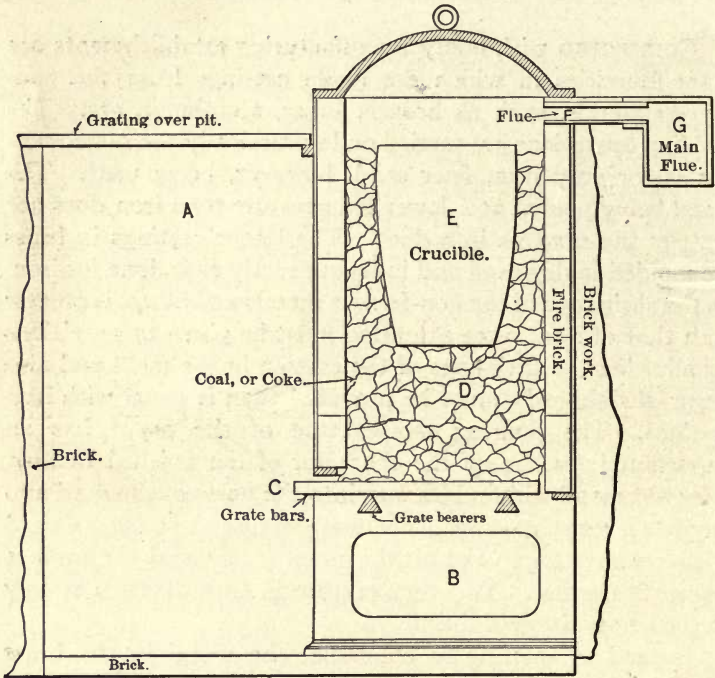 Grating over pit.
Flue.
F
G
Main
Flue.
A
E
Crucible.
Fire brick.
Brick work.
Coal, or Coke.
D
Brick.
C
Grate bars.
Grate bearers
B
Brick.